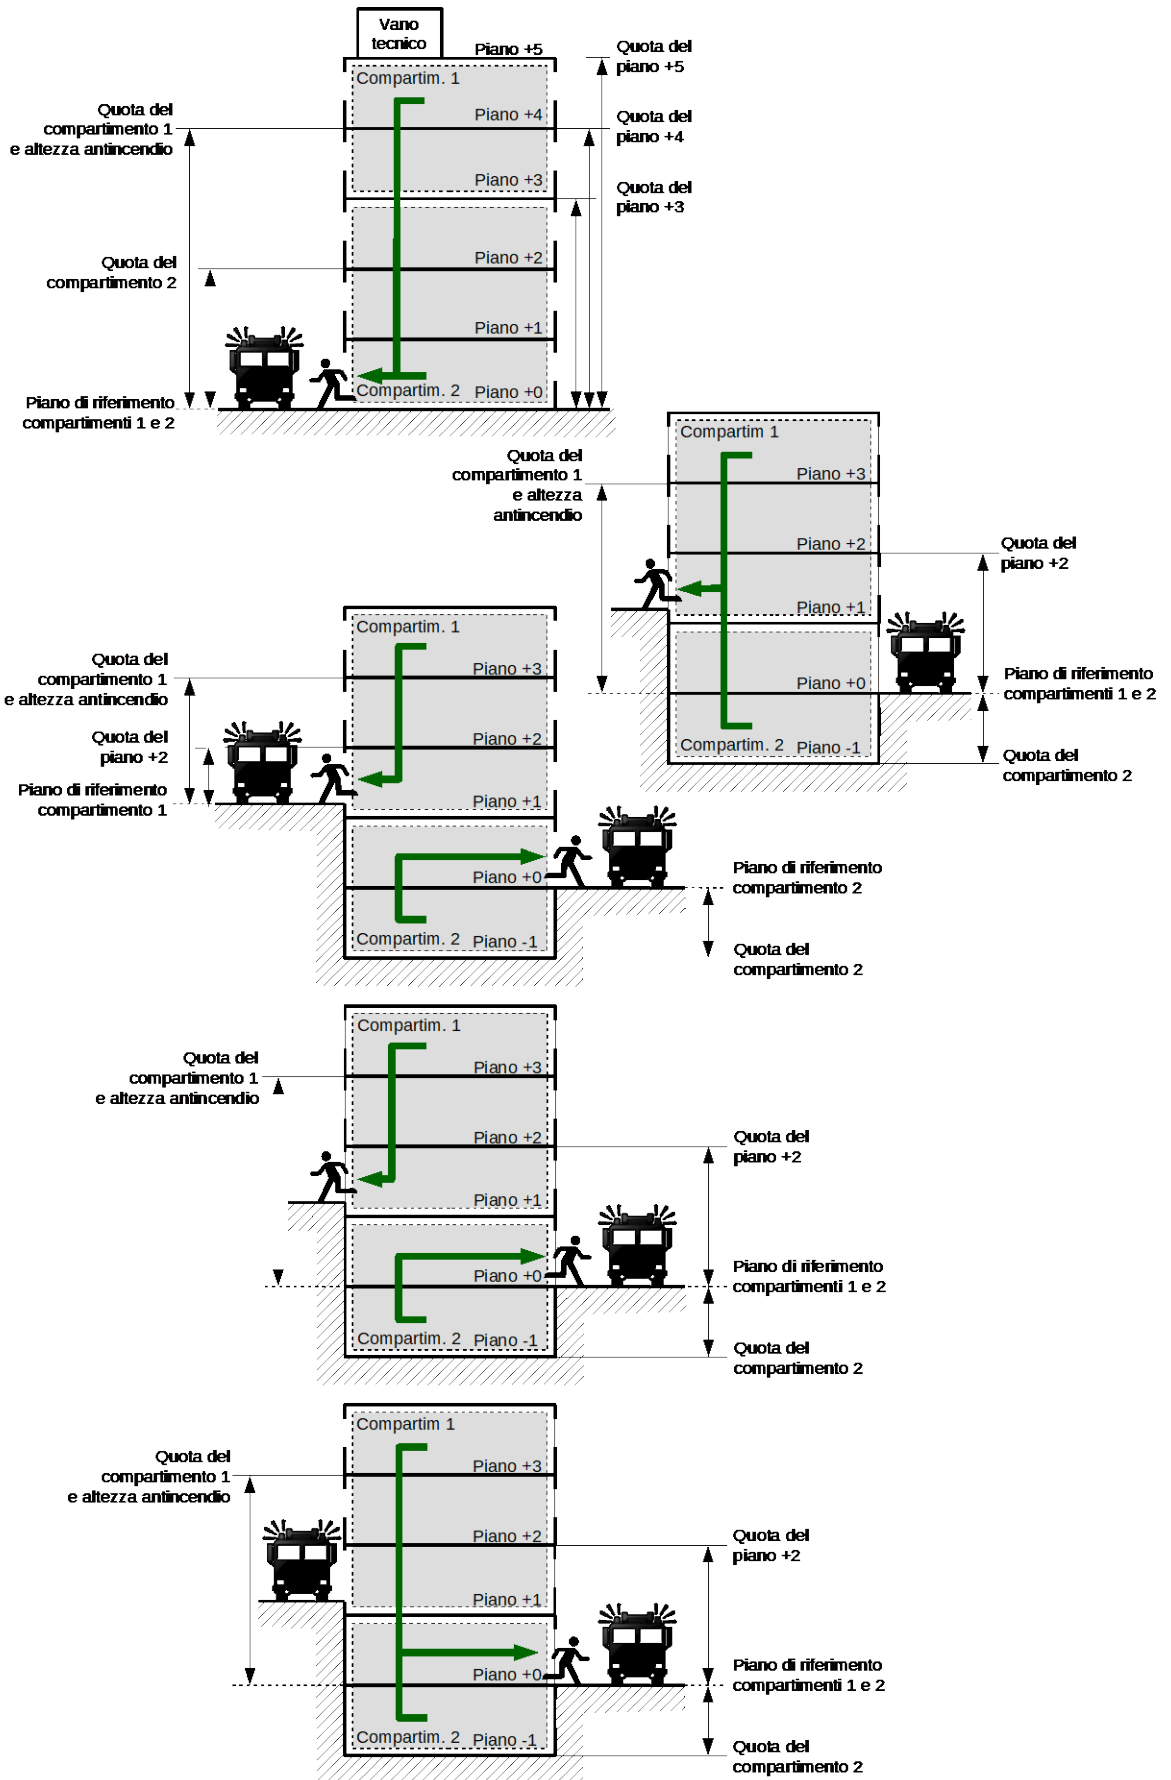 Vano
tecnico
Piano +5
Quota del
piano +5
Compartim. 1
Quota del
compartimento 1
e altezza antincendio
Piano +4
Quota del
piano +4
Piano +3
Quota del
piano +3
Quota del
compartimento 2
Piano +2
Piano +1
Compartim. 2
Piano +0
Piano di riferimento
compartimenti 1 e 2
Compartim 1
Quota del
compartimento 1
e altezza
antincendio
Piano +3
Piano +2
Quota del
piano +2
Piano +1
Piano +0
Piano di riferimento
compartimenti 1 e 2
Compartim. 2
Piano -1
Quota del
compartimento 2
Compartim. 1
Quota del
compartimento 1
e altezza antincendio
Piano +3
Quota del
piano +2
Piano +2
Piano di riferimento
compartimento 1
Piano +1
Piano +0
Piano di riferimento
compartimento 2
Compartim. 2
Piano -1
Quota del
compartimento 2
Compartim. 1
Quota del
compartimento 1
e altezza antincendio
Piano +3
Piano +2
Quota del
piano +2
Piano +1
Piano +0
Piano di riferimento
compartimenti 1 e 2
Compartim. 2
Piano -1
Quota del
compartimento 2
Compartim 1
Quota del
compartimento 1
e altezza antincendio
Piano +3
Piano +2
Quota del
piano +2
Piano +1
Piano +0
Piano di riferimento
compartimenti 1 e 2
Compartim. 2
Piano -1
Quota del
compartimento 2